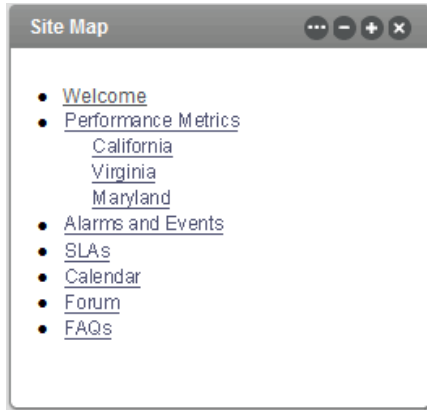 Site Map
Welcome
Performance Metrics
California
Virginia
Maryland
Alarms and Events
SLAs
Calendar
Forum
FAQs